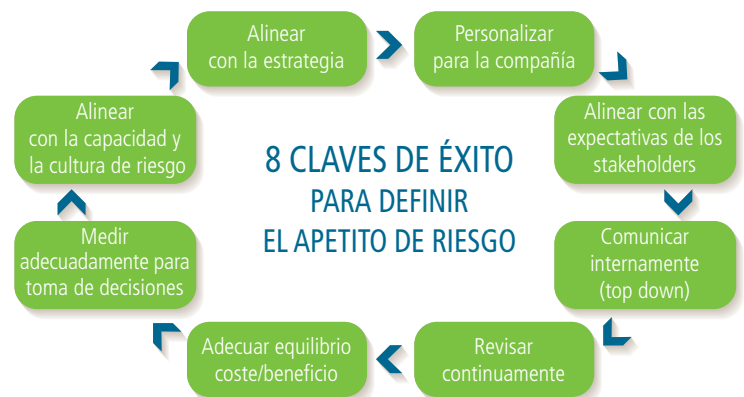 8 CLAVES DE ÉXITO
PARA DEFINIR
EL APETITO DE RIESGO
Alinear
con la estrategia
Personalizar
para la compañía
Alinear con las
expectativas de los
stakeholders
Comunicar
internamente
(top down)
Revisar
continuamente
Adecuar equilibrio
coste/beneficio
Medir
adecuadamente para
toma de decisiones
Alinear
con la capacidad y
la cultura de riesgo